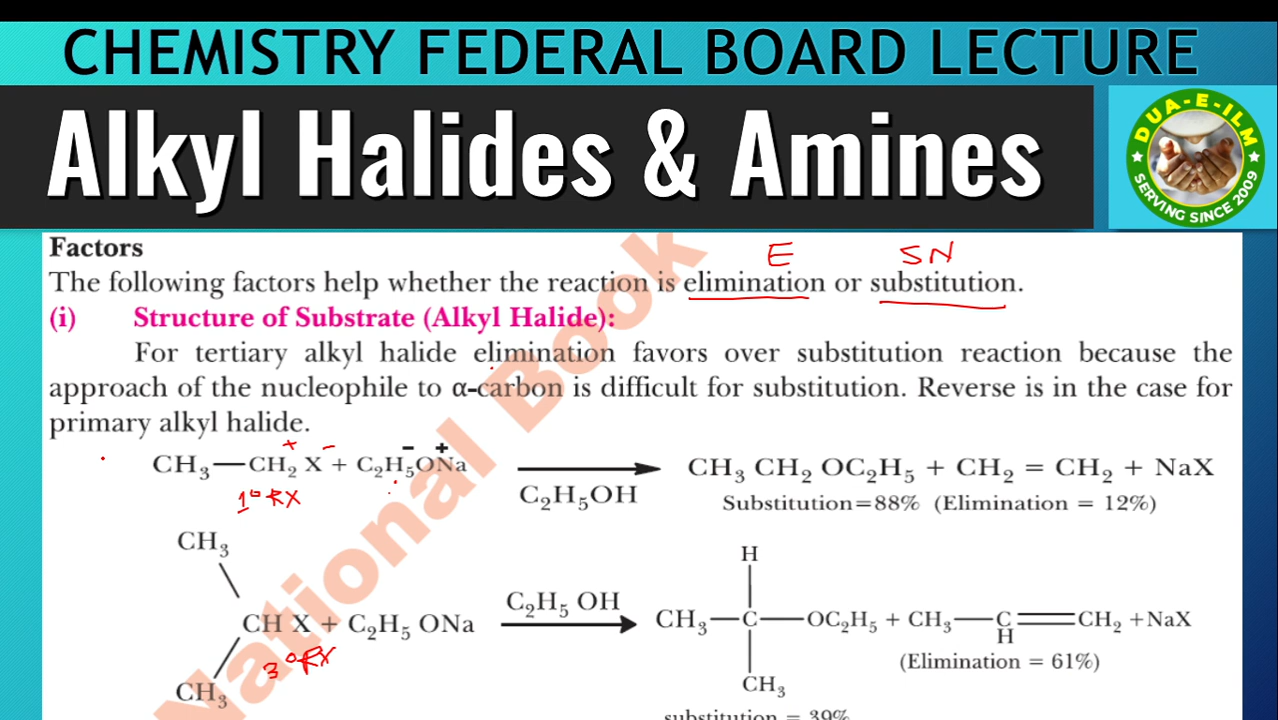 CHEMISTRY FEDERAL BOARD LECTURE
Alkyl Halides & Amines
DUA-E-ILM
SERVING SINCE 2009
Factors
E SN
The following factors help whether the reaction is elimination or substitution.
(i) Structure of Substrate (Alkyl Halide):
For tertiary alkyl halide elimination favors over substitution reaction because the
approach of the nucleophile to α-carbon is difficult for substitution. Reverse is in the case for
primary alkyl halide.
+ − − +
CH₃—CH₂ X + C₂H₅ONa C₂H₅OH CH₃ CH₂ OC₂H₅ + CH₂ = CH₂ + NaX
1° RX
Substitution=88% (Elimination = 12%)
CH₃
H
C₂H₅ OH
CH X + C₂H₅ ONa CH₃—C—OC₂H₅ + CH₃—C=CH₂ +NaX
H
3° RX
(Elimination = 61%)
CH₃
CH₃
substitution = 39%
National Book